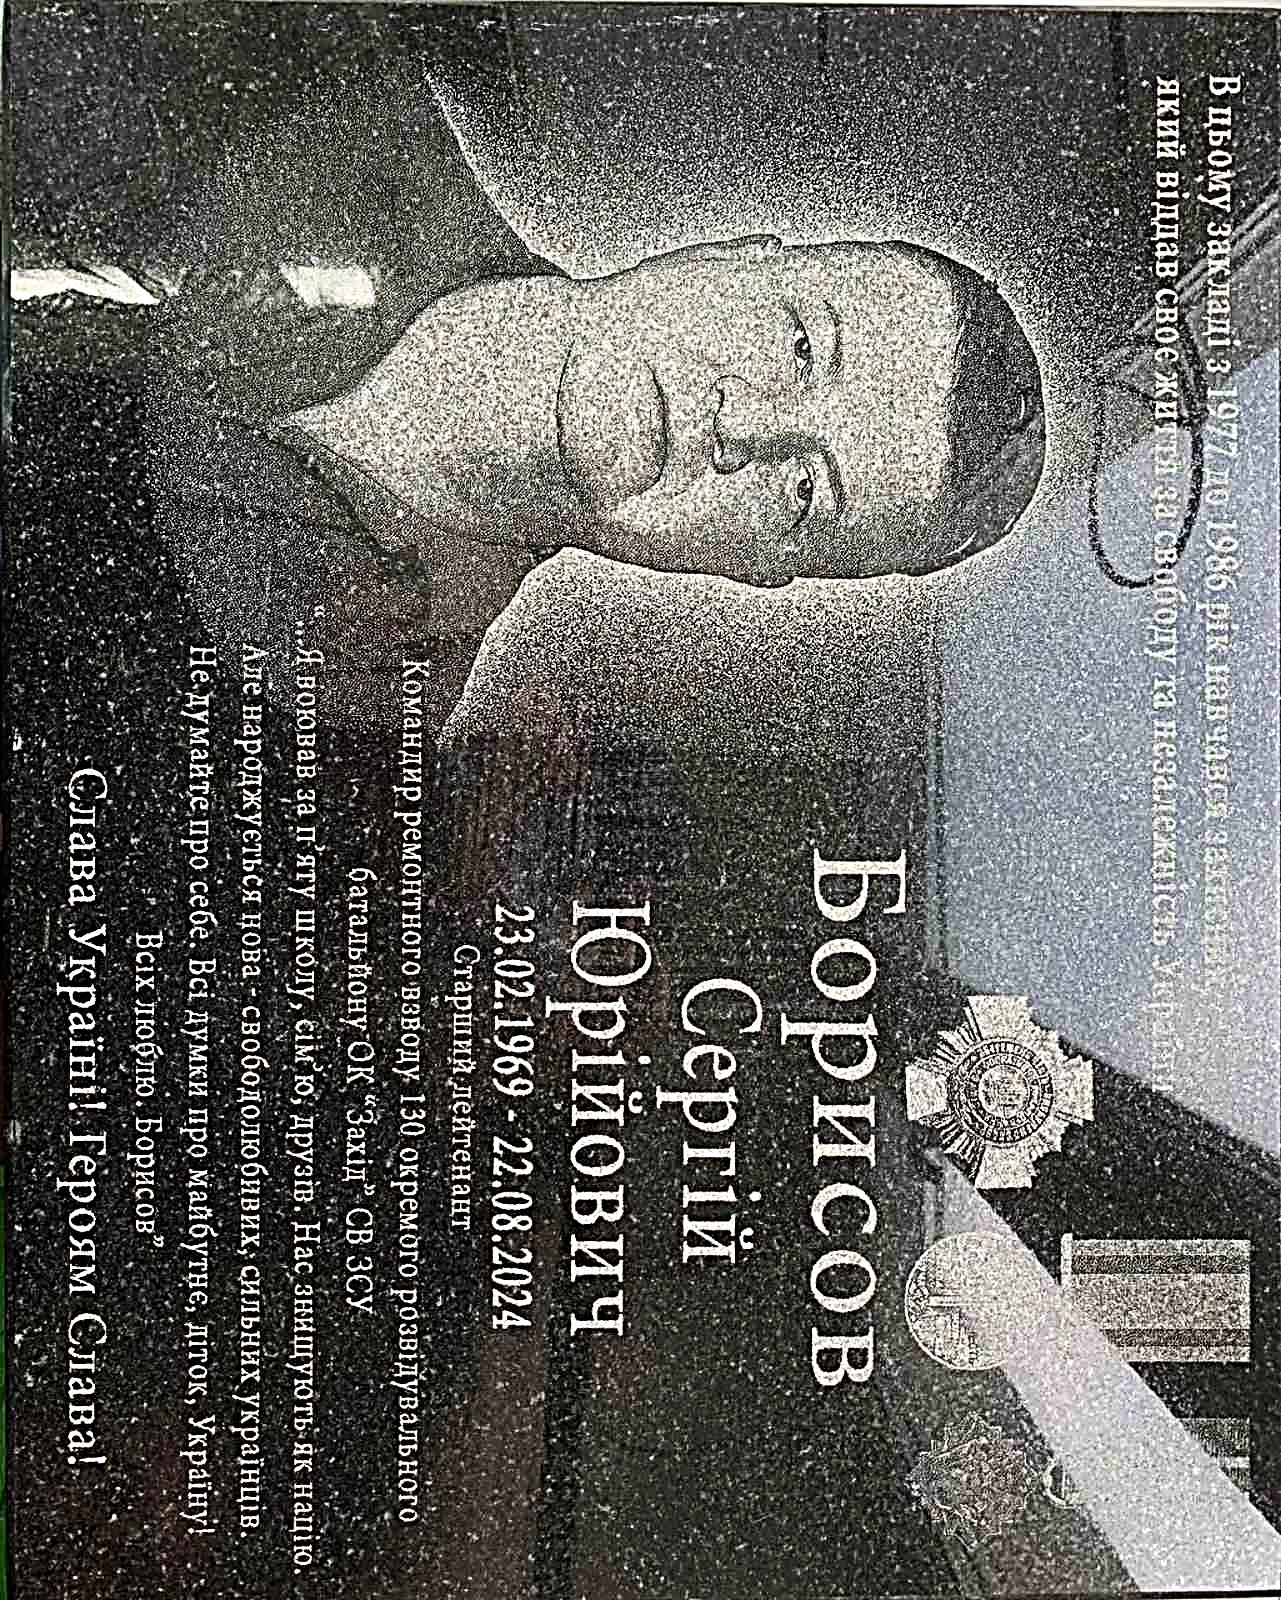 В цьому закладі з 1977 до 1986 рік навчався
який віддав своє життя за свободу та незалежність України
Борисов
Сергій
Юрійович
23.02.1969 - 22.08.2024
Старший лейтенант
Командир ремонтного взводу 130 окремого розвідувального
батальйону ОК “Захід” СВ ЗСУ
“...Я воював за п'яту школу, сім'ю, друзів. Нас знищують як націю.
Але народжується нова - свободолюбивих, сильних українців.
Не думайте про себе. Всі думки про майбутнє, діток, Україну!
Всіх люблю. Борисов”
Слава Україні! Героям Слава!